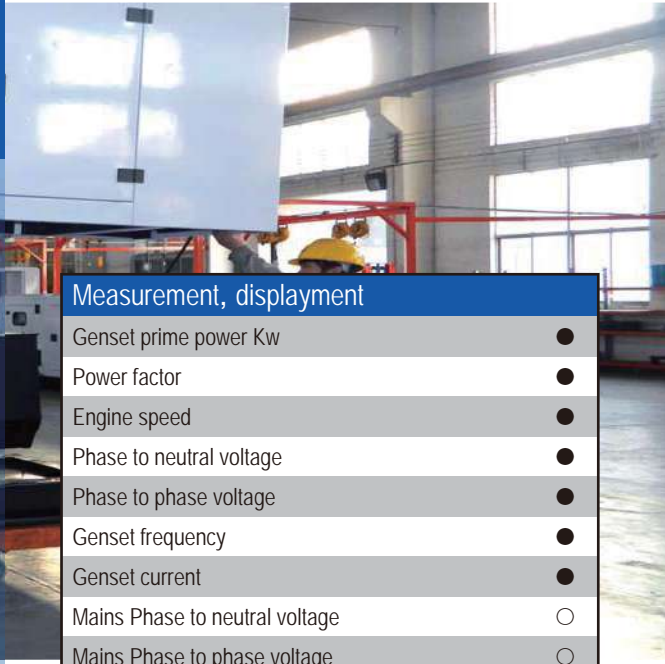 Measurement, displayment
Genset prime power Kw ●
Power factor ●
Engine speed ●
Phase to neutral voltage ●
Phase to phase voltage ●
Genset frequency ●
Genset current ●
Mains Phase to neutral voltage ○
Mains Phase to phase voltage ○